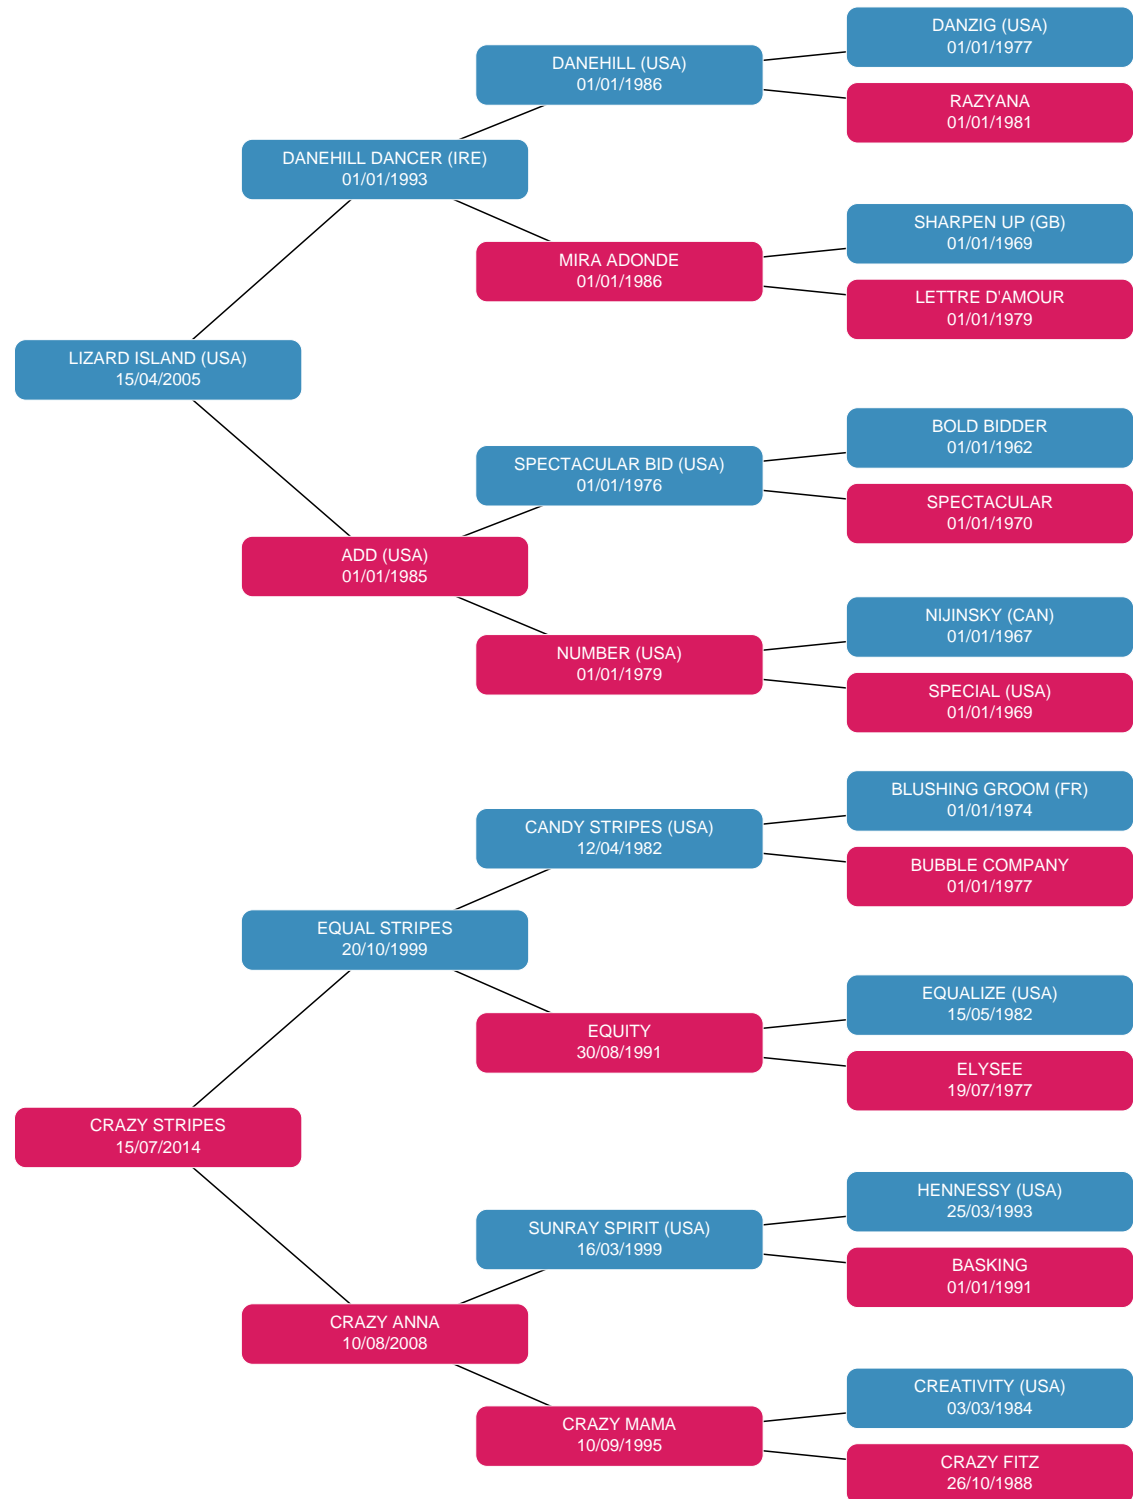 DANZIG (USA)
01/01/1977
DANEHILL (USA)
01/01/1986
RAZYANA
01/01/1981
DANEHILL DANCER (IRE)
01/01/1993
SHARPEN UP (GB)
01/01/1969
MIRA ADONDE
01/01/1986
LETTRE D'AMOUR
01/01/1979
LIZARD ISLAND (USA)
15/04/2005
BOLD BIDDER
01/01/1962
SPECTACULAR BID (USA)
01/01/1976
SPECTACULAR
01/01/1970
ADD (USA)
01/01/1985
NIJINSKY (CAN)
01/01/1967
NUMBER (USA)
01/01/1979
SPECIAL (USA)
01/01/1969
BLUSHING GROOM (FR)
01/01/1974
CANDY STRIPES (USA)
12/04/1982
BUBBLE COMPANY
01/01/1977
EQUAL STRIPES
20/10/1999
EQUALIZE (USA)
15/05/1982
EQUITY
30/08/1991
ELYSEE
19/07/1977
CRAZY STRIPES
15/07/2014
HENNESSY (USA)
25/03/1993
SUNRAY SPIRIT (USA)
16/03/1999
BASKING
01/01/1991
CRAZY ANNA
10/08/2008
CREATIVITY (USA)
03/03/1984
CRAZY MAMA
10/09/1995
CRAZY FITZ
26/10/1988